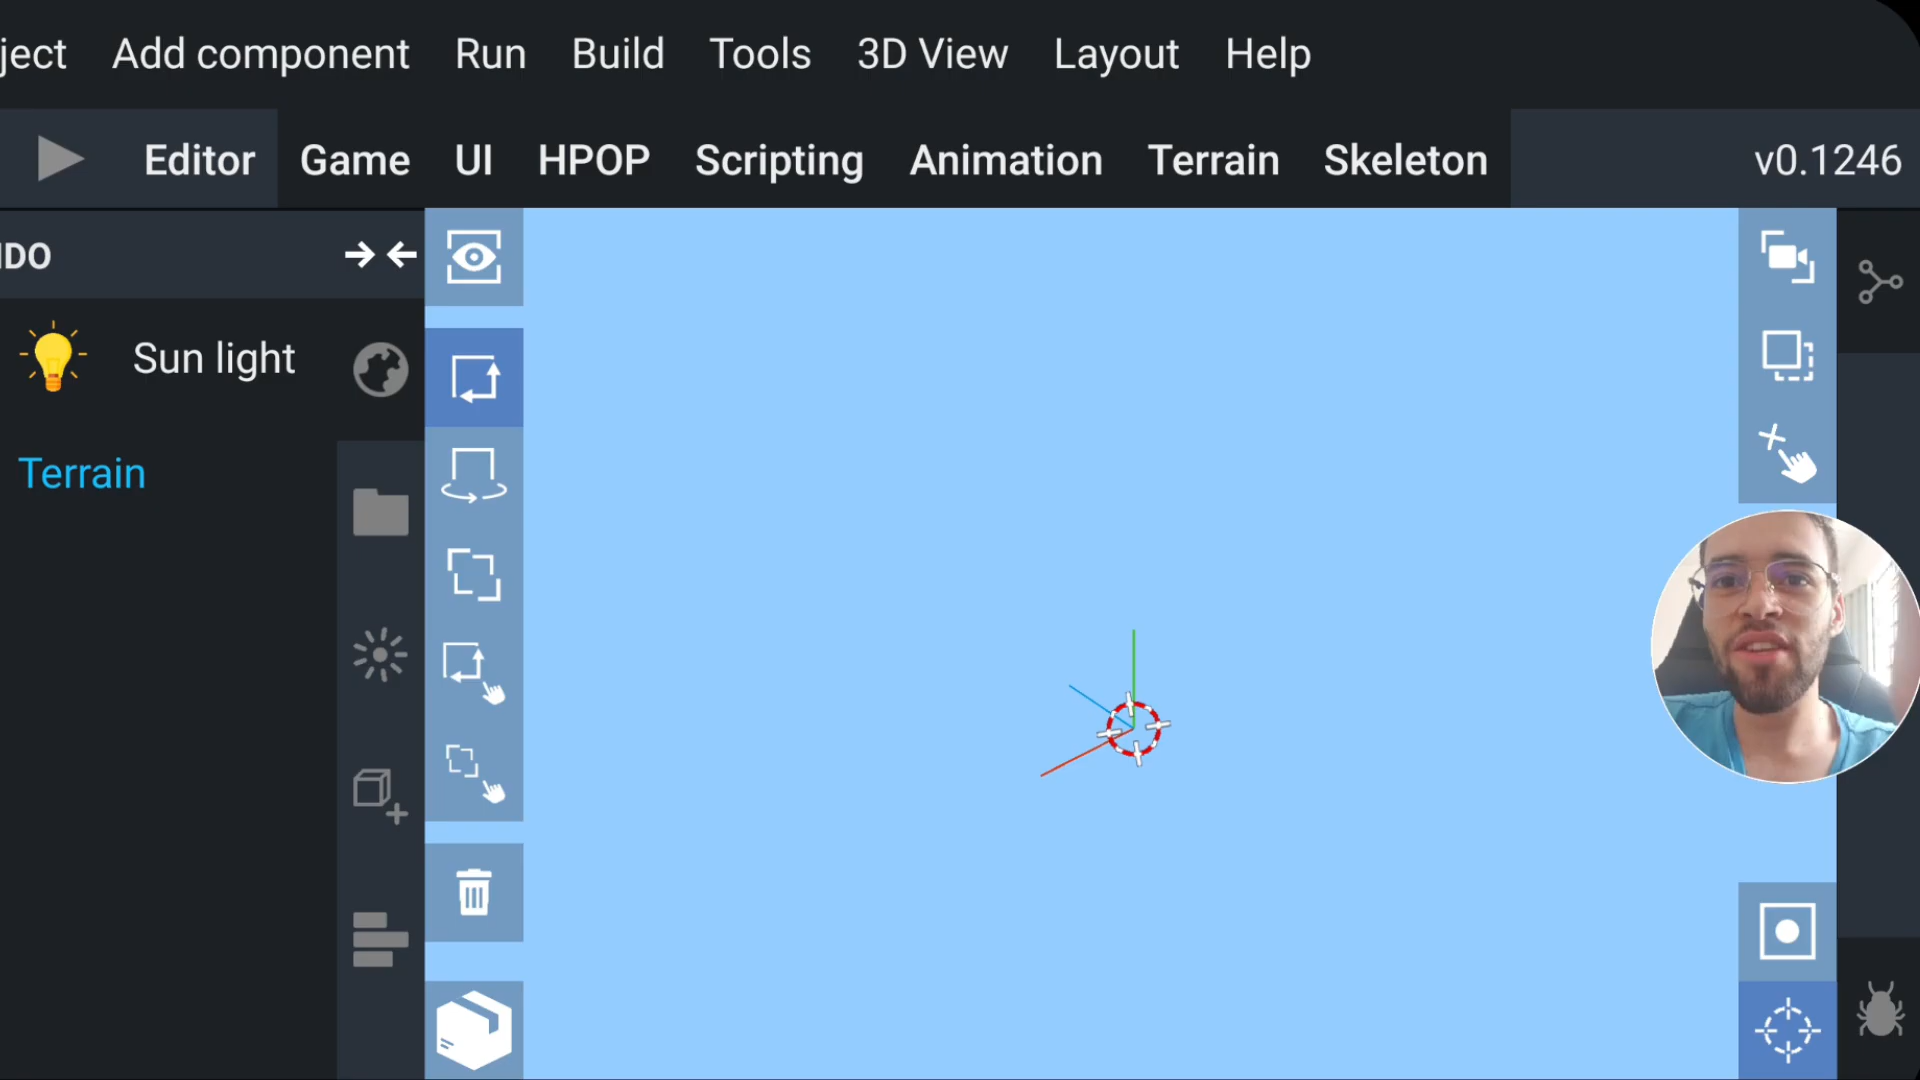 ject Add component Run Build Tools 3D View Layout Help
Editor Game UI HPOP Scripting Animation Terrain Skeleton v0.1246
IDO
Sun light
Terrain